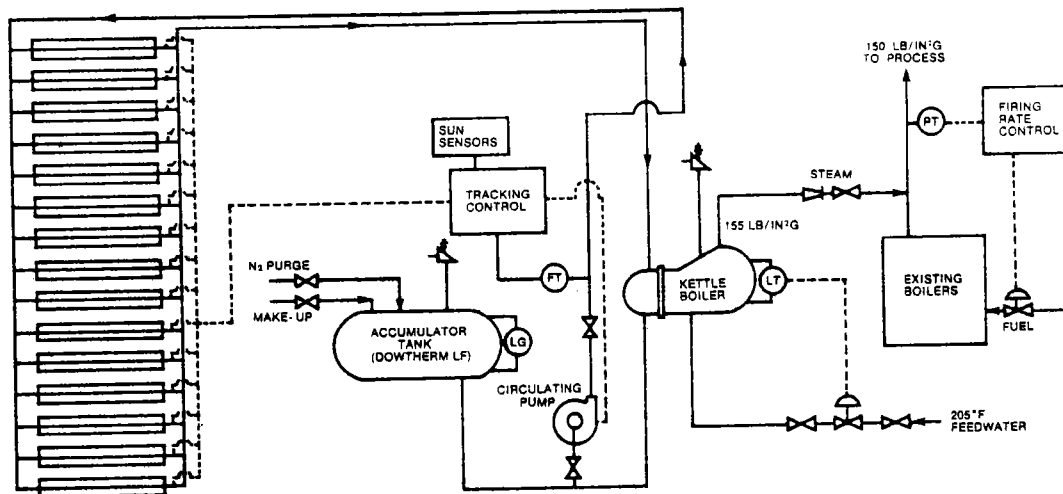 150 LB/IN²G
TO PROCESS
FIRING
RATE
CONTROL
PT
SUN
SENSORS
STEAM
TRACKING
CONTROL
155 LB/IN²G
N₂ PURGE
FT
KETTLE
BOILER
LT
EXISTING
BOILERS
MAKE-UP
FUEL
ACCUMULATOR
TANK
(DOWTHERM LF)
LG
CIRCULATING
PUMP
205°F
FEEDWATER